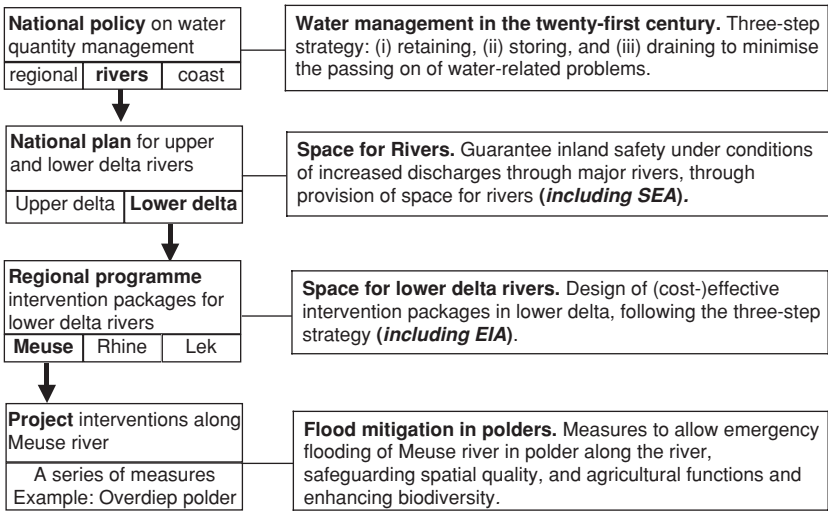 National policy on water
quantity management
regional rivers coast
Water management in the twenty-first century. Three-step
strategy: (i) retaining, (ii) storing, and (iii) draining to minimise
the passing on of water-related problems.
National plan for upper
and lower delta rivers
Upper delta Lower delta
Space for Rivers. Guarantee inland safety under conditions
of increased discharges through major rivers, through
provision of space for rivers (including SEA).
Regional programme
intervention packages for
lower delta rivers
Meuse Rhine Lek
Space for lower delta rivers. Design of (cost-)effective
intervention packages in lower delta, following the three-step
strategy (including EIA).
Project interventions along
Meuse river
A series of measures
Example: Overdiep polder
Flood mitigation in polders. Measures to allow emergency
flooding of Meuse river in polder along the river,
safeguarding spatial quality, and agricultural functions and
enhancing biodiversity.